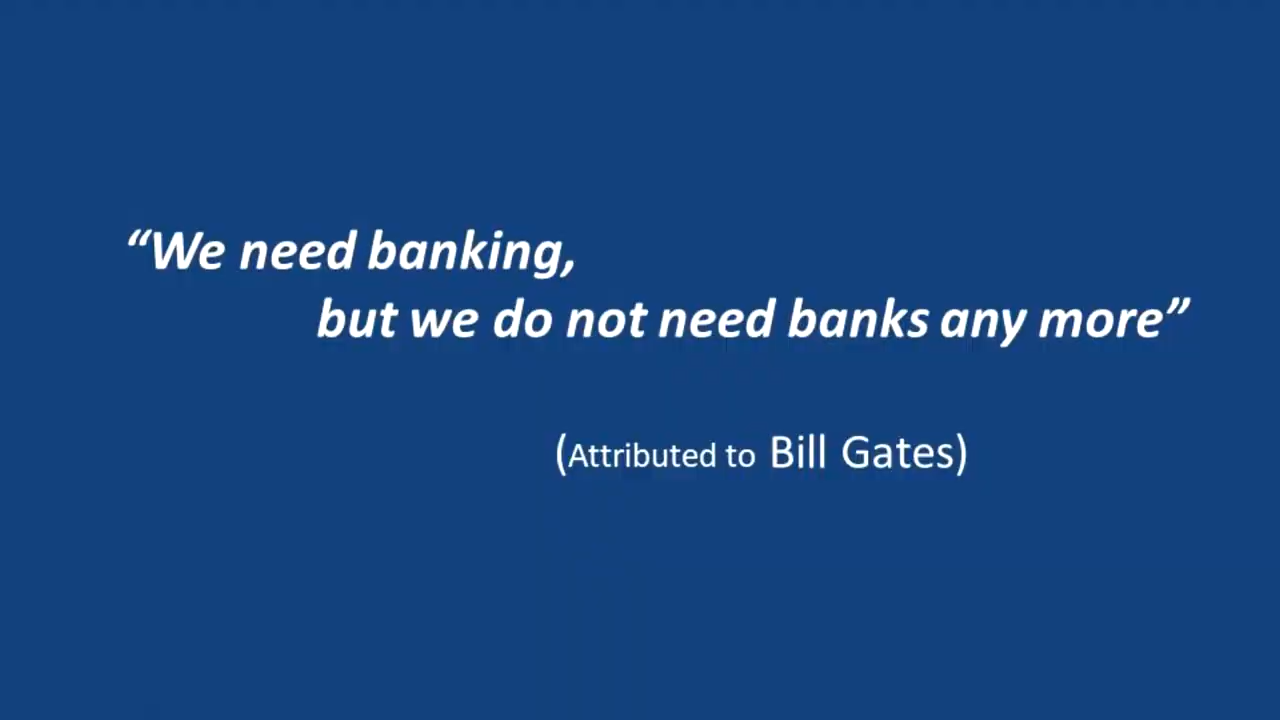 “We need banking,
but we do not need banks any more”
(Attributed to Bill Gates)